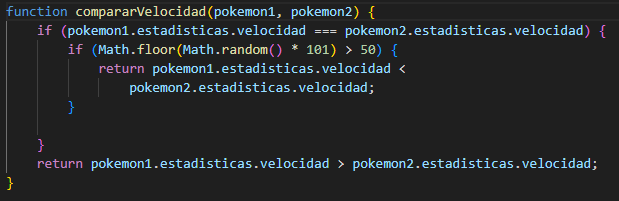 function compararVelocidad(pokemon1, pokemon2) {
    if (pokemon1.estadisticas.velocidad === pokemon2.estadisticas.velocidad) {
        if (Math.floor(Math.random() * 101) > 50) {
            return pokemon1.estadisticas.velocidad <
                pokemon2.estadisticas.velocidad;
        }

    }
    return pokemon1.estadisticas.velocidad > pokemon2.estadisticas.velocidad;
}